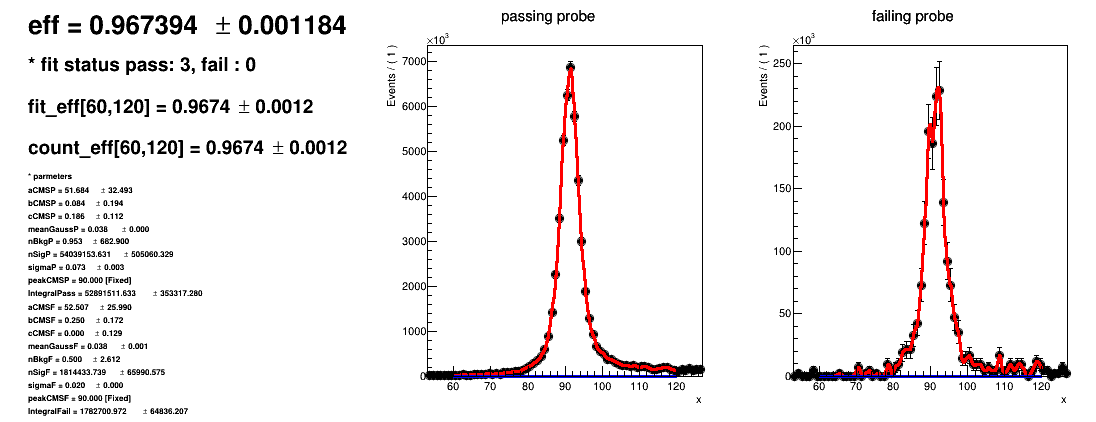 eff = 0.967394 ± 0.001184
* fit status pass: 3, fail : 0
fit_eff[60,120] = 0.9674 ± 0.0012
count_eff[60,120] = 0.9674 ± 0.0012
* parmeters
aCMSP = 51.684 ± 32.493
bCMSP = 0.084 ± 0.194
cCMSP = 0.186 ± 0.112
meanGaussP = 0.038 ± 0.000
nBkgP = 0.953 ± 682.900
nSigP = 54039153.631 ± 505060.329
sigmaP = 0.073 ± 0.003
peakCMSP = 90.000 [Fixed]
IntegralPass = 52891511.633 ± 353317.280
aCMSF = 52.507 ± 25.990
bCMSF = 0.250 ± 0.172
cCMSF = 0.000 ± 0.129
meanGaussF = 0.038 ± 0.001
nBkgF = 0.500 ± 2.612
nSigF = 1814433.739 ± 65990.575
sigmaF = 0.020 ± 0.000
peakCMSF = 90.000 [Fixed]
IntegralFail = 1782700.972 ± 64836.207
passing probe
×10³
Events / ( 1 )
7000
6000
5000
4000
3000
2000
1000
0
60 70 80 90 100 110 120
x
failing probe
×10³
Events / ( 1 )
250
200
150
100
50
0
60 70 80 90 100 110 120
x